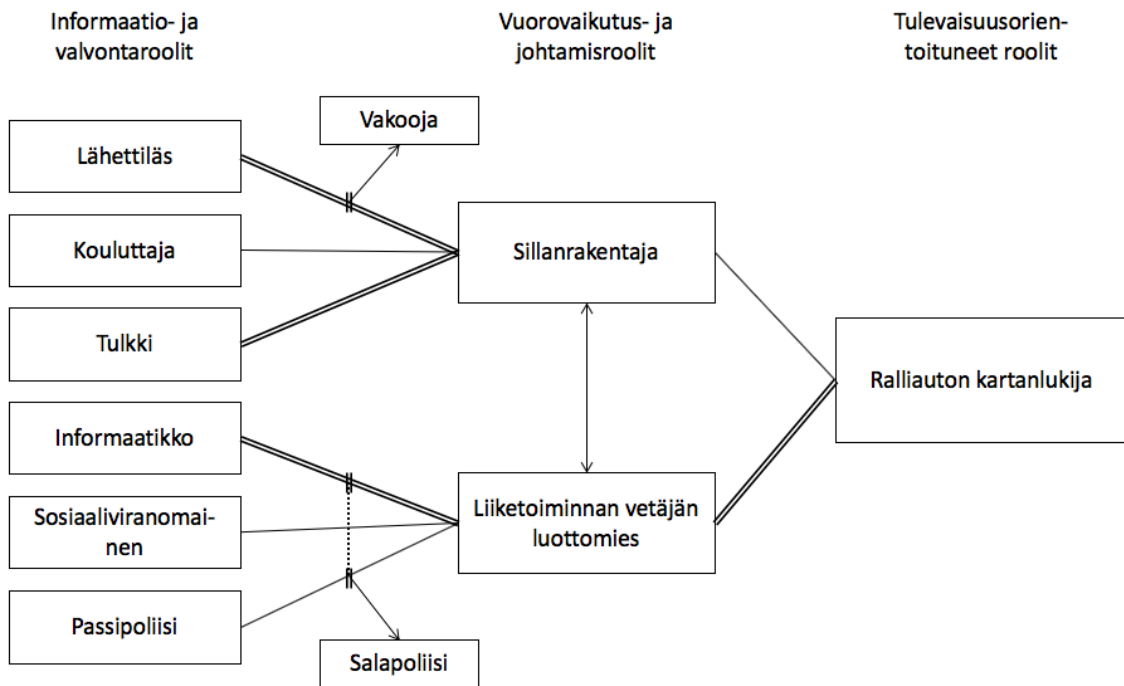 Informaatio- ja
valvontaroolit
Vuorovaikutus- ja
johtamisroolit
Tulevaisuusorien-
toituneet roolit
Vakooja
Lähettiläs
Kouluttaja
Sillanrakentaja
Tulkki
Ralliauton kartanlukija
Informaatikko
Sosiaaliviranomai-
nen
Liiketoiminnan vetäjän
luottomies
Passipoliisi
Salapoliisi